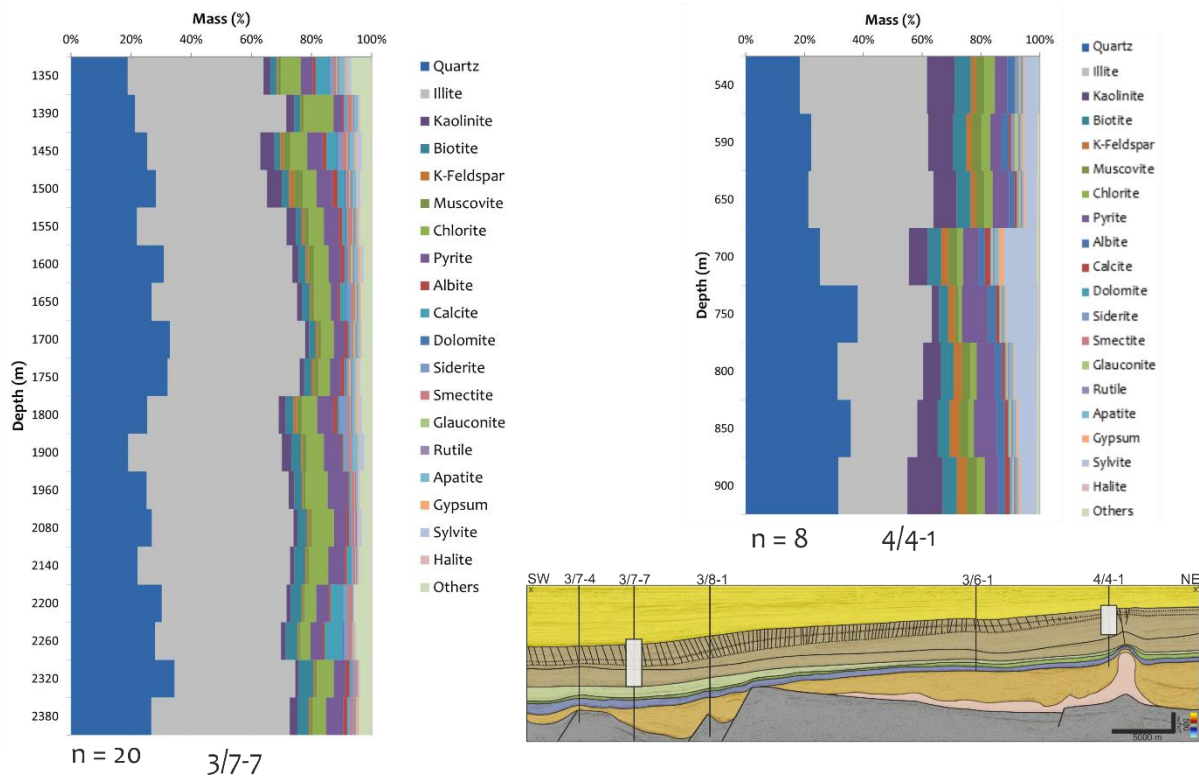 Mass (%)
0% 20% 40% 60% 80% 100%
Depth (m)
1350
1390
1450
1500
1550
1600
1650
1700
1750
1800
1900
1960
2080
2140
2200
2260
2320
2380
Quartz
Illite
Kaolinite
Biotite
K-Feldspar
Muscovite
Chlorite
Pyrite
Albite
Calcite
Dolomite
Siderite
Smectite
Glauconite
Rutile
Apatite
Gypsum
Sylvite
Halite
Others
n = 20 3/7-7
Mass (%)
0% 20% 40% 60% 80% 100%
Depth (m)
540
590
650
700
750
800
850
900
Quartz
Illite
Kaolinite
Biotite
K-Feldspar
Muscovite
Chlorite
Pyrite
Albite
Calcite
Dolomite
Siderite
Smectite
Glauconite
Rutile
Apatite
Gypsum
Sylvite
Halite
Others
n = 8 4/4-1
SW 3/7-4 3/7-7 3/8-1 3/6-1 4/4-1 NE
5000 m